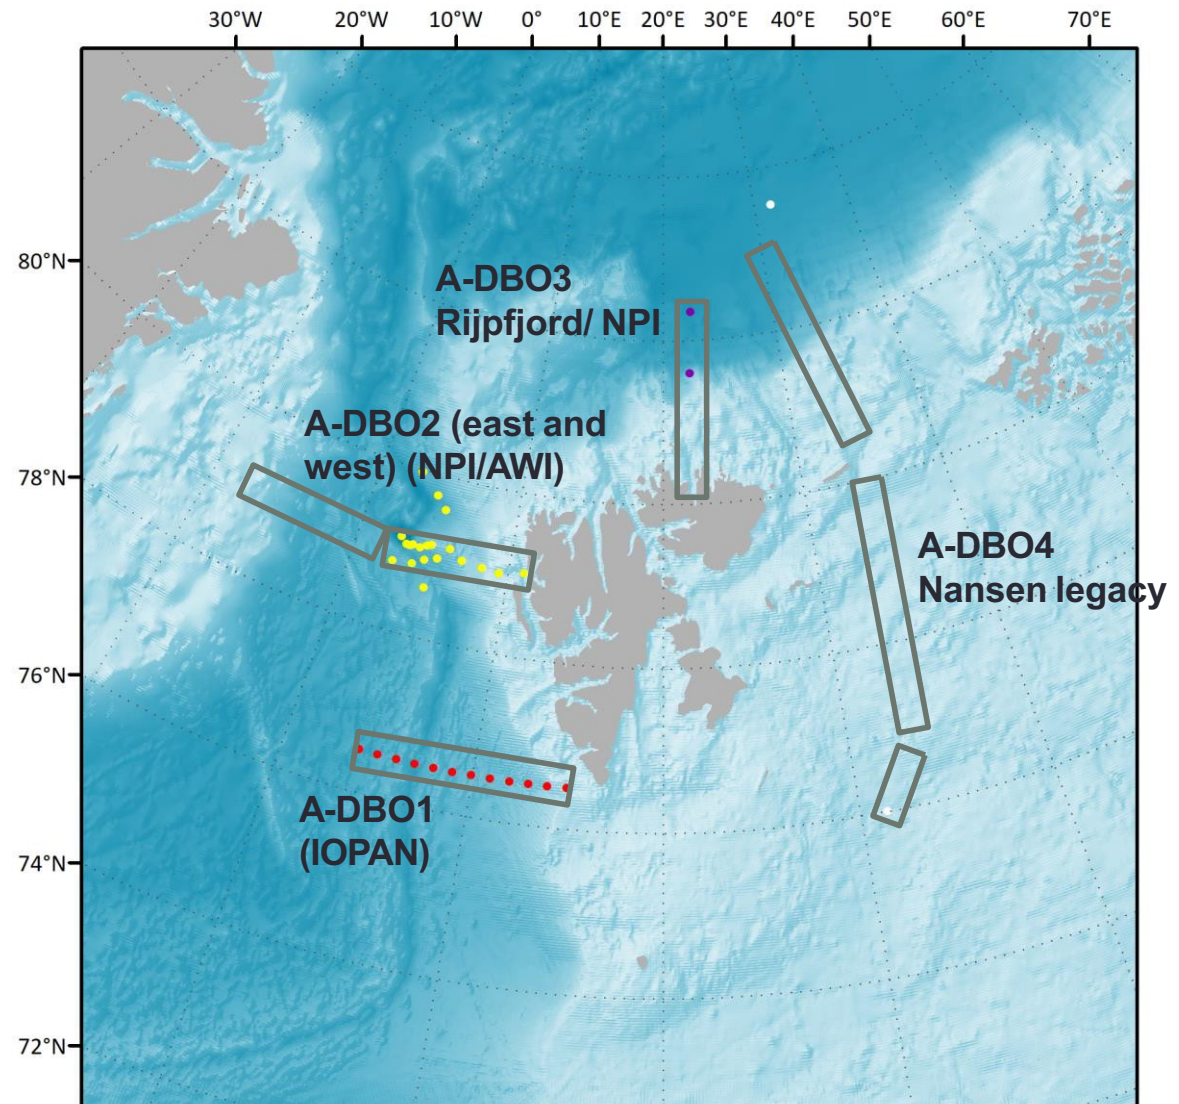 30°W 20°W 10°W 0° 10°E 20°E 30°E 40°E 50°E 60°E 70°E
80°N
A-DBO3
Rijpfjord/ NPI
A-DBO2 (east and
west) (NPI/AWI)
78°N
A-DBO4
Nansen legacy
76°N
A-DBO1
(IOPAN)
74°N
72°N